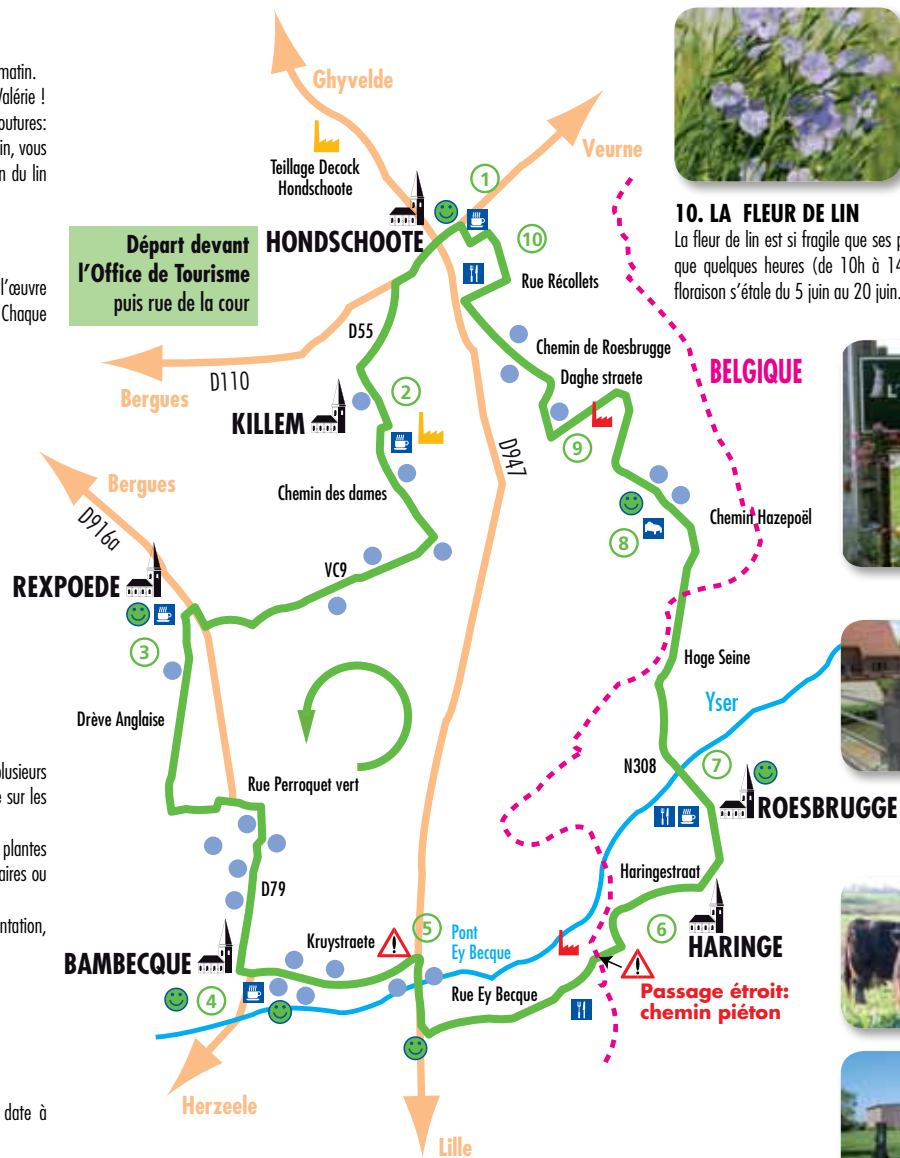 matin.
Valérie !
outures:
in, vous
n du lin
l'œuvre
Chaque
plusieurs
e sur les
plantes
aires ou
ntation,
date à
Ghyvelde
Teillage Decock
Hondschoote
Veurne
1
HONDSCHOOTE
Départ devant
l'Office de Tourisme
puis rue de la cour
10
Rue Récollets
D55
D110
Bergues
Chemin de Roesbrugge
Daghe straete
BELGIQUE
KILLEM
2
9
D947
Bergues
D916a
Chemin des dames
Chemin Hazepoël
8
VC9
REXPOEDE
3
Hoge Seine
Yser
Drève Anglaise
N308
7
Rue Perroquet vert
ROESBRUGGE
Haringestraat
D79
5
6
Kruystraete
Pont
Ey Becque
HARINGE
BAMBECQUE
4
Rue Ey Becque
Passage étroit:
chemin piéton
Herzeele
Lille
10. LA FLEUR DE LIN
La fleur de lin est si fragile que ses p
que quelques heures (de 10h à 14
floraison s'étale du 5 juin au 20 juin.